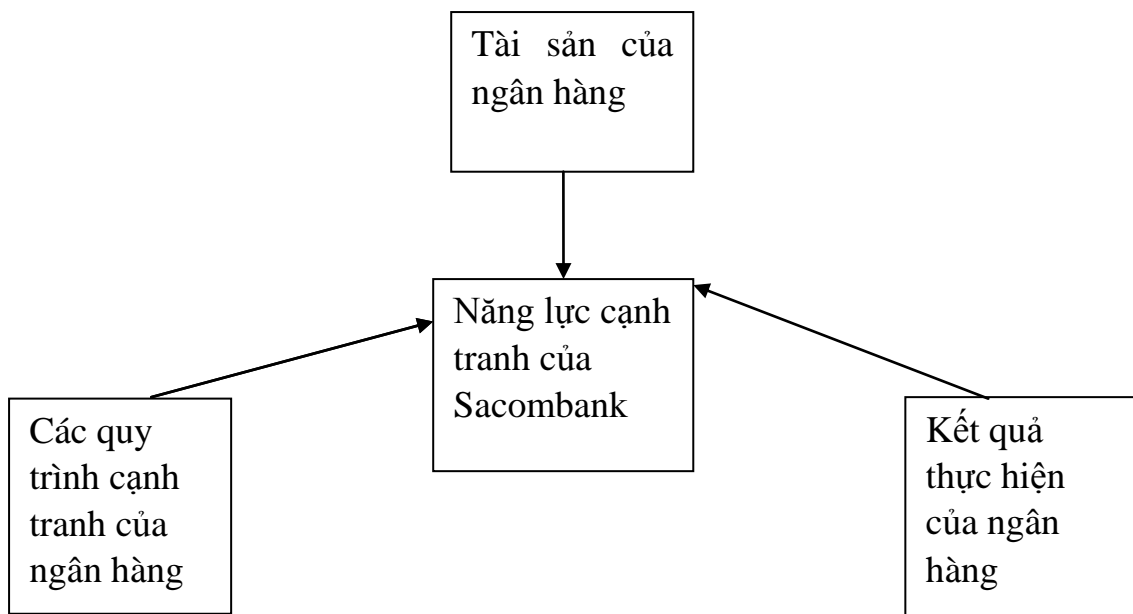 Tài sản của
ngân hàng
Năng lực cạnh
tranh của
Sacombank
Các quy
trình cạnh
tranh của
ngân hàng
Kết quả
thực hiện
của ngân
hàng